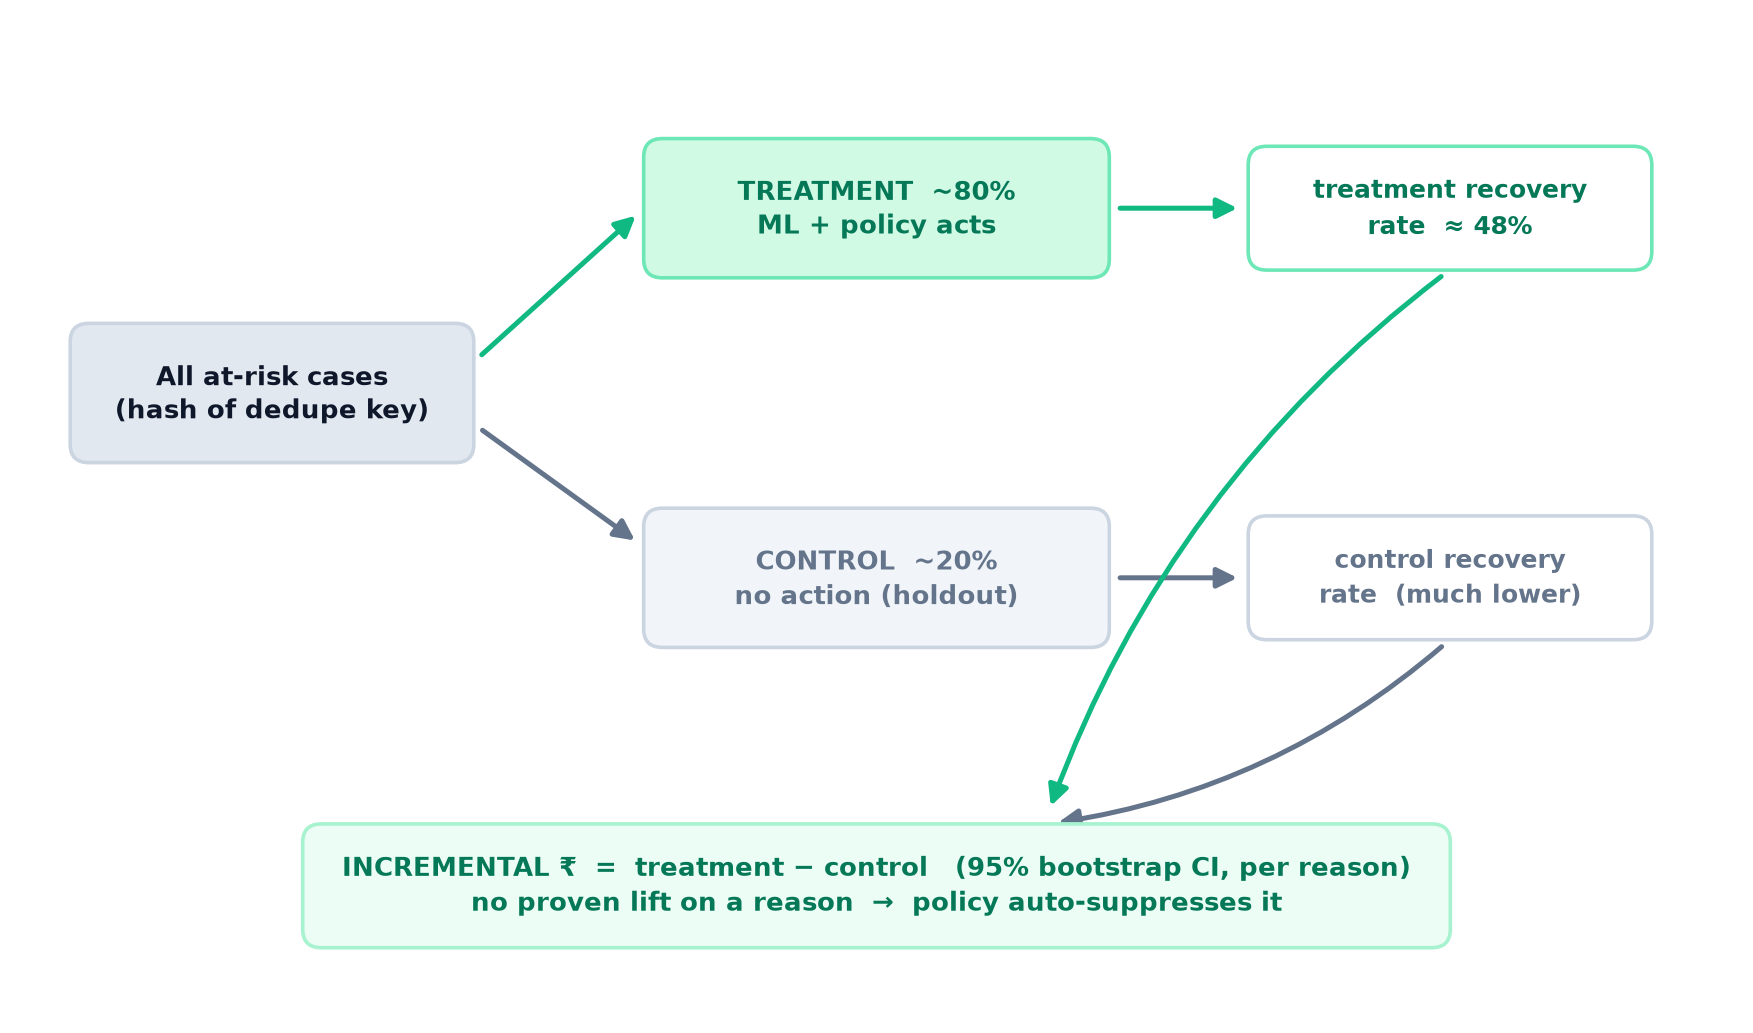 TREATMENT ~80%
ML + policy acts
treatment recovery
rate ≈ 48%
All at-risk cases
(hash of dedupe key)
CONTROL ~20%
no action (holdout)
control recovery
rate (much lower)
INCREMENTAL ₹ = treatment − control (95% bootstrap CI, per reason)
no proven lift on a reason → policy auto-suppresses it